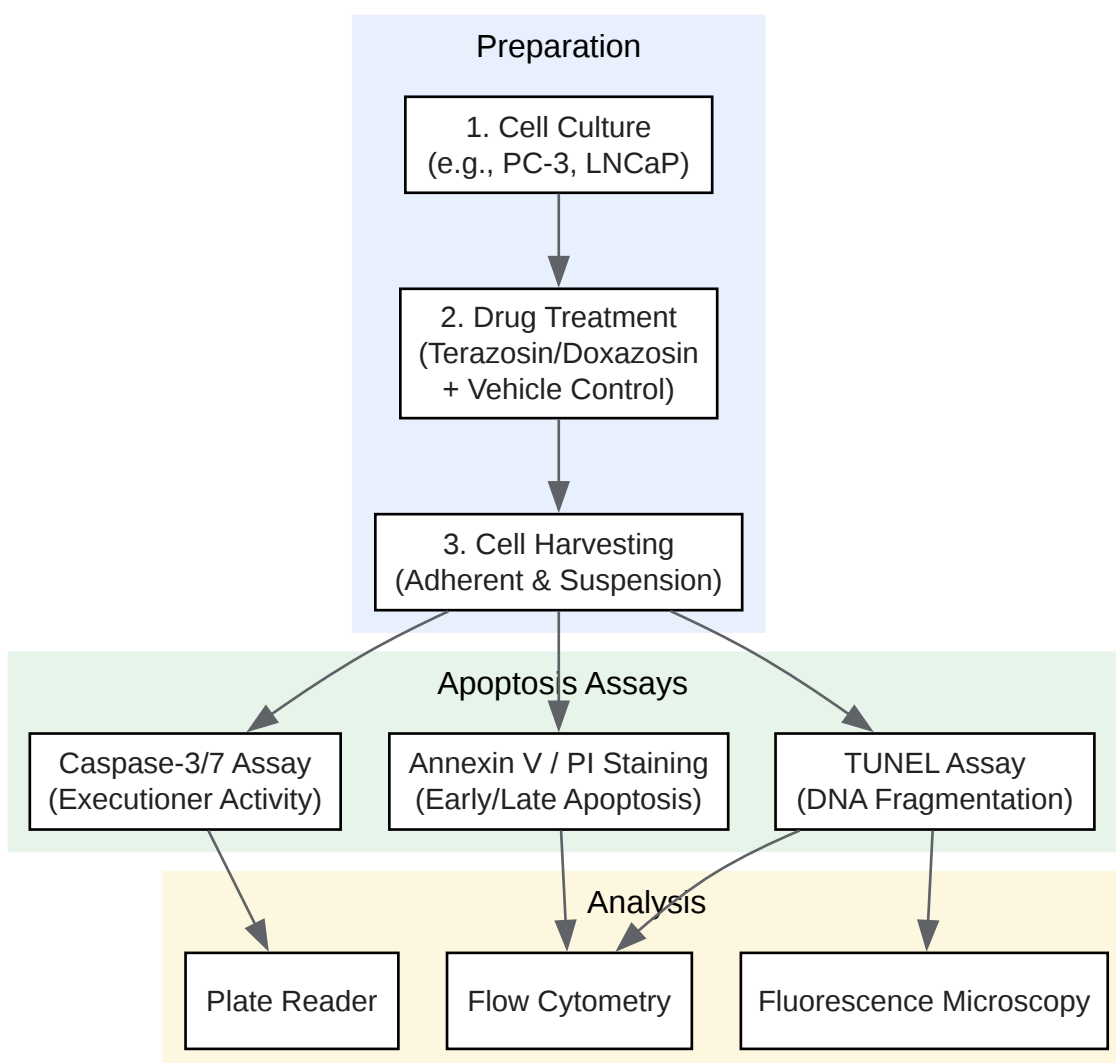 Preparation
1. Cell Culture
(e.g., PC-3, LNCaP)
2. Drug Treatment
(Terazosin/Doxazosin
+ Vehicle Control)
3. Cell Harvesting
(Adherent & Suspension)
Apoptosis Assays
Caspase-3/7 Assay
(Executioner Activity)
Annexin V / PI Staining
(Early/Late Apoptosis)
TUNEL Assay
(DNA Fragmentation)
Analysis
Plate Reader
Flow Cytometry
Fluorescence Microscopy